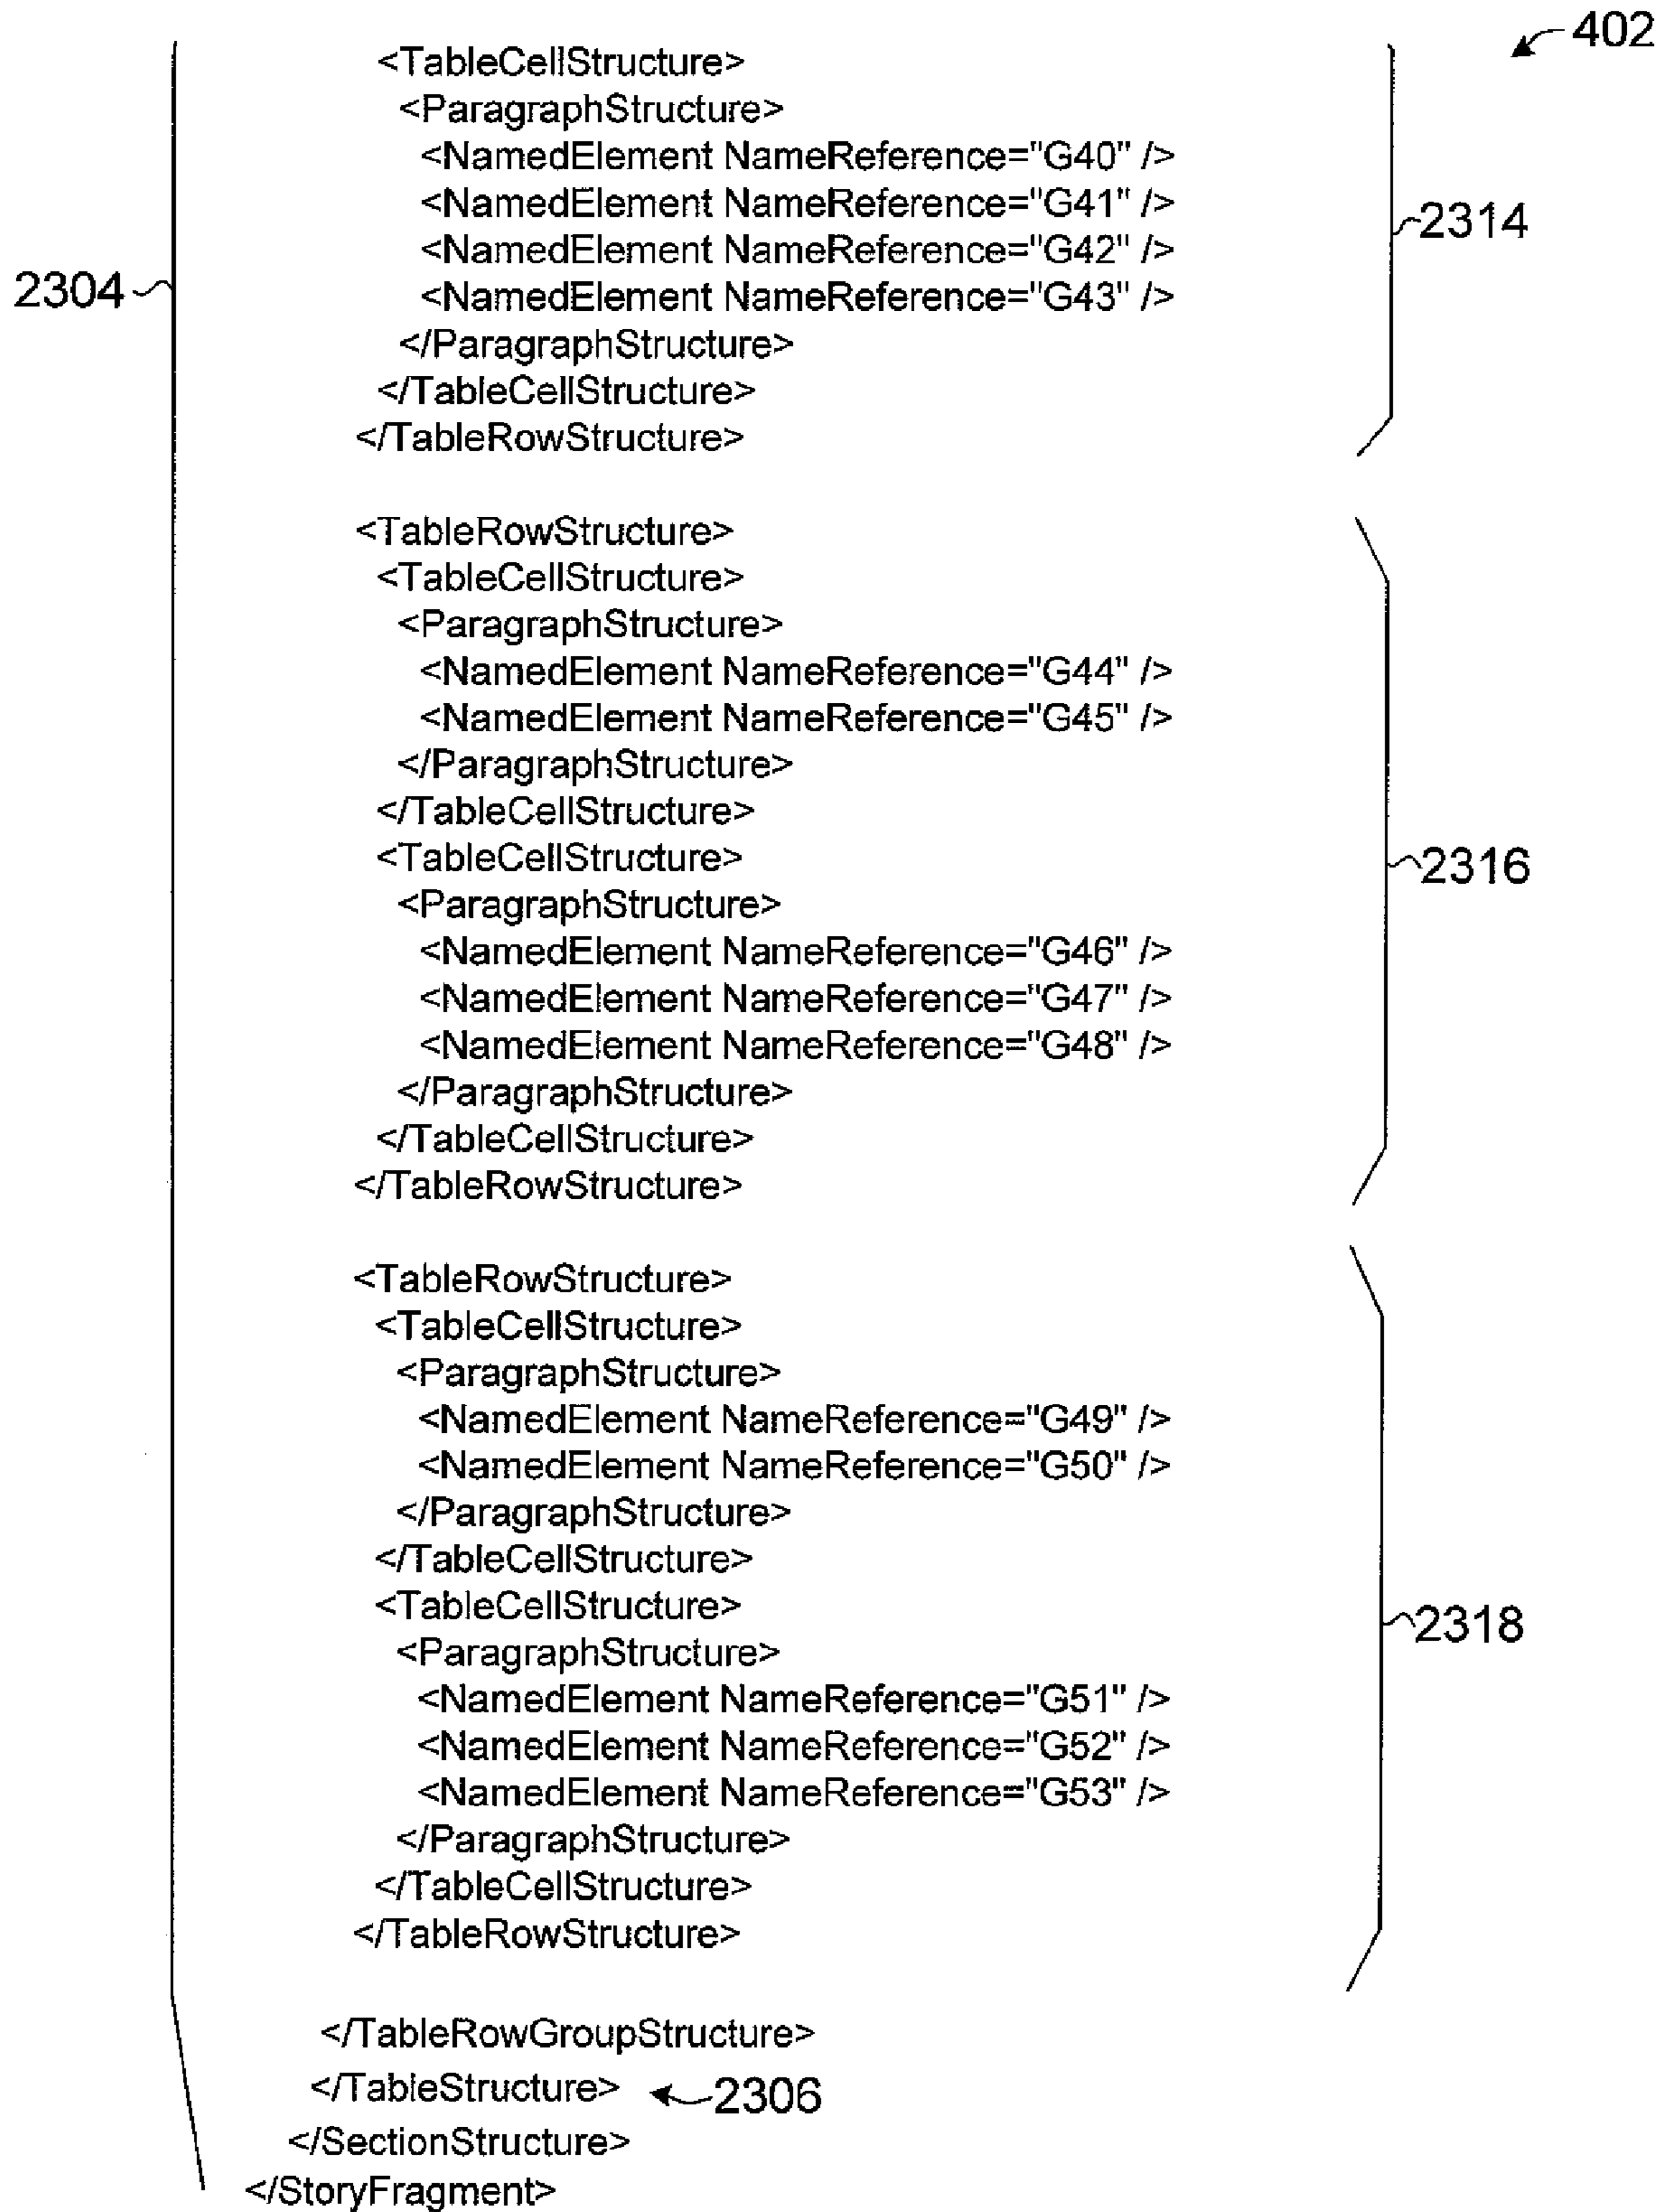 402
<TableCellStructure>
<ParagraphStructure>
<NamedElement NameReference="G40" />
<NamedElement NameReference="G41" />
2314
<NamedElement NameReference="G42" />
2304
<NamedElement NameReference="G43" />
</ParagraphStructure>
</TableCellStructure>
</TableRowStructure>
<TableRowStructure>
<TableCellStructure>
<ParagraphStructure>
<NamedElement NameReference="G44" />
<NamedElement NameReference="G45" />
</ParagraphStructure>
</TableCellStructure>
<TableCellStructure>
2316
<ParagraphStructure>
<NamedElement NameReference="G46" />
<NamedElement NameReference="G47" />
<NamedElement NameReference="G48" />
</ParagraphStructure>
</TableCellStructure>
</TableRowStructure>
<TableRowStructure>
<TableCellStructure>
<ParagraphStructure>
<NamedElement NameReference="G49" />
<NamedElement NameReference="G50" />
</ParagraphStructure>
</TableCellStructure>
<TableCellStructure>
2318
<ParagraphStructure>
<NamedElement NameReference="G51" />
<NamedElement NameReference="G52" />
<NamedElement NameReference="G53" />
</ParagraphStructure>
</TableCellStructure>
</TableRowStructure>
</TableRowGroupStructure>
</TableStructure> 2306
</SectionStructure>
</StoryFragment>